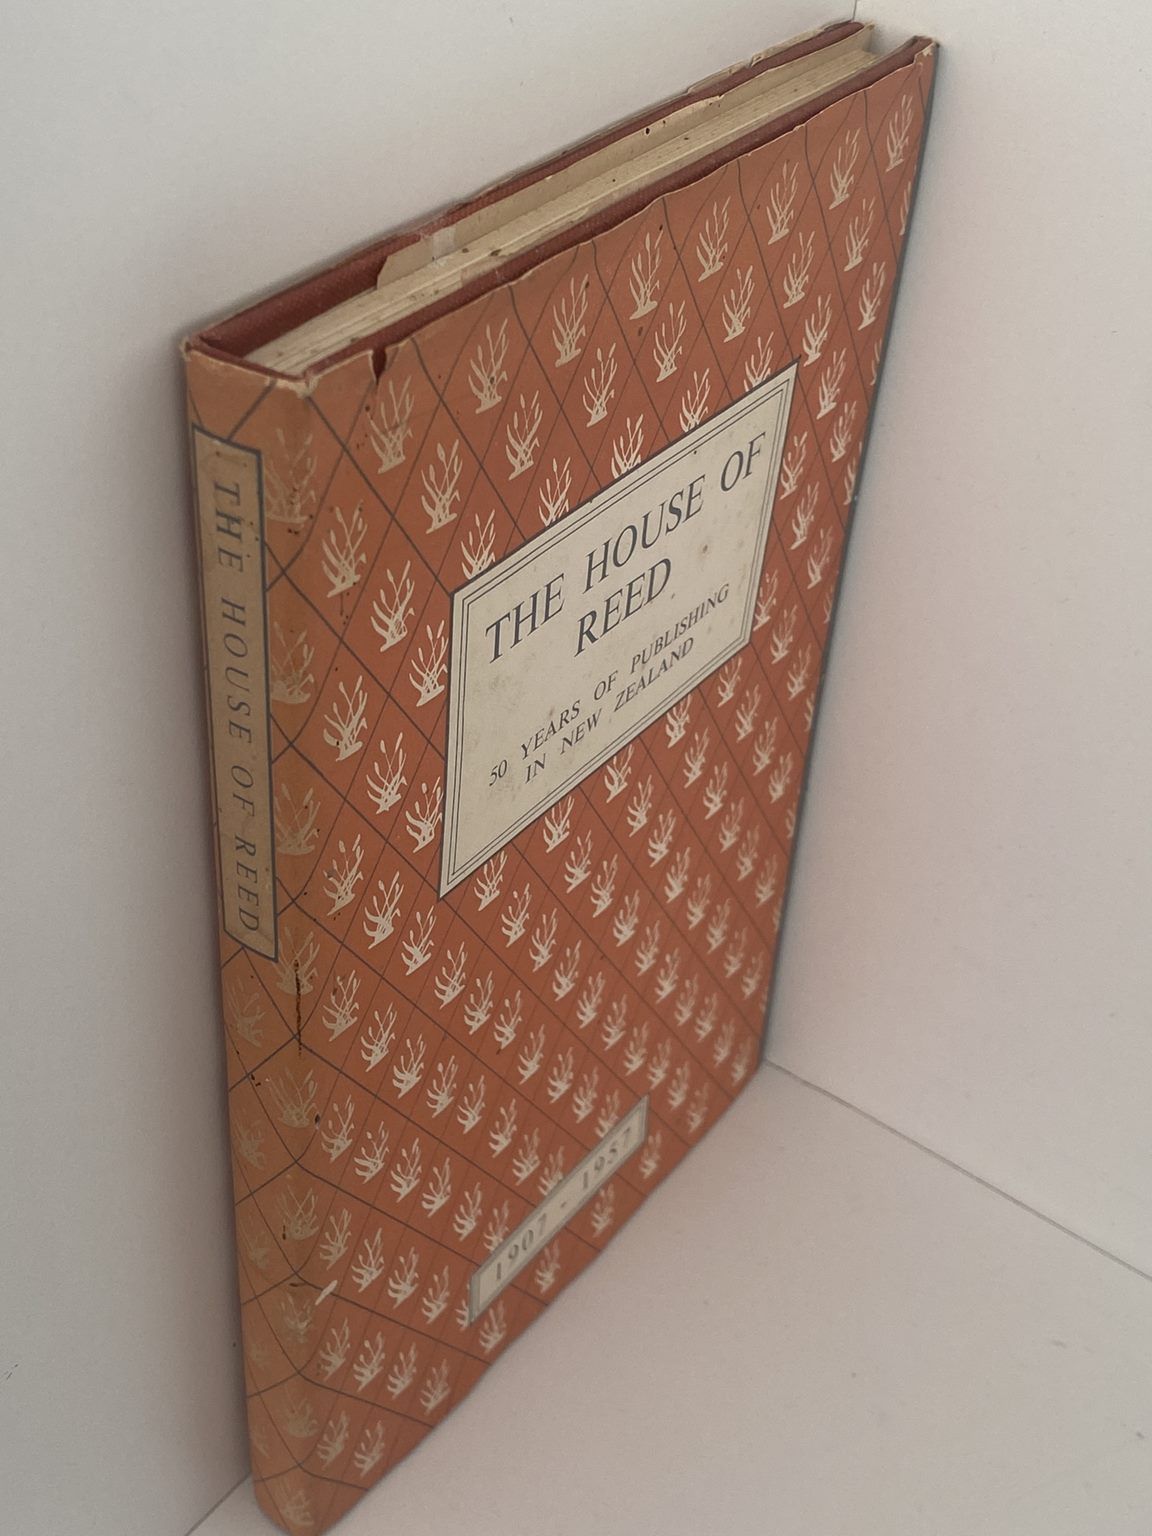 THE HOUSE OF REED
THE HOUSE OF
REED
50 YEARS OF PUBLISHING
IN NEW ZEALAND
1907 - 1957